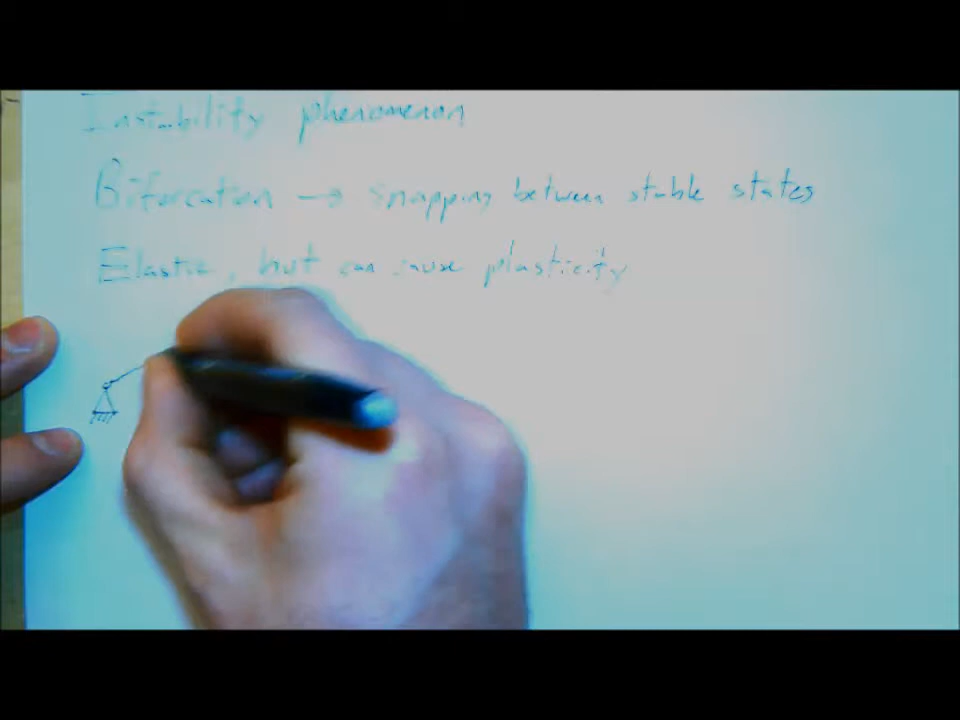 Instability phenomenon
Bifurcation → snapping between stable states
Elastic, but can cause plasticity